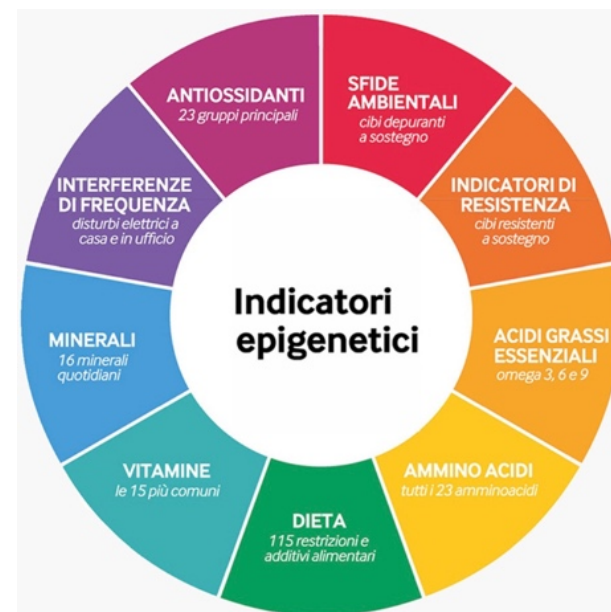 SFIDE
AMBIENTALI
cibi depuranti
a sostegno
INDICATORI DI
RESISTENZA
cibi resistenti
a sostegno
ACIDI GRASSI
ESSENZIALI
omega 3, 6 e 9
AMMINO ACIDI
tutti i 23 amminoacidi
DIETA
115 restrizioni e
additivi alimentari
VITAMINE
le 15 più comuni
MINERALI
16 minerali
quotidiani
INTERFERENZE
DI FREQUENZA
disturbi elettrici a
casa e in ufficio
ANTIOSSIDANTI
23 gruppi principali
Indicatori
epigenetici